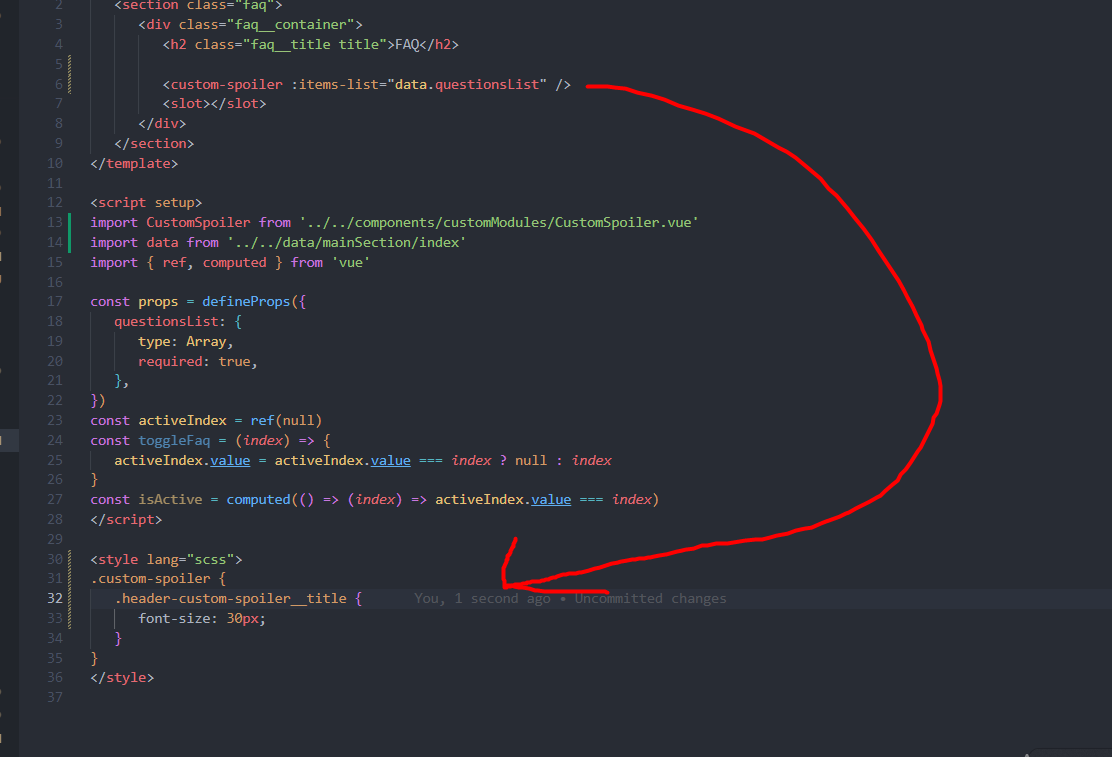 2 <section class="faq">
3 <div class="faq__container">
4 <h2 class="faq__title title">FAQ</h2>
5
6 <custom-spoiler :items-list="data.questionsList" />
7 <slot></slot>
8 </div>
9 </section>
10 </template>
11
12 <script setup>
13 import CustomSpoiler from '../../components/customModules/CustomSpoiler.vue'
14 import data from '../../data/mainSection/index'
15 import { ref, computed } from 'vue'
16
17 const props = defineProps({
18 questionsList: {
19 type: Array,
20 required: true,
21 },
22 })
23 const activeIndex = ref(null)
24 const toggleFaq = (index) => {
25 activeIndex.value = activeIndex.value === index ? null : index
26 }
27 const isActive = computed(() => (index) => activeIndex.value === index)
28 </script>
29
30 <style lang="scss">
31 .custom-spoiler {
32 .header-custom-spoiler__title { You, 1 second ago • Uncommitted changes
33 font-size: 30px;
34 }
35 }
36 </style>
37